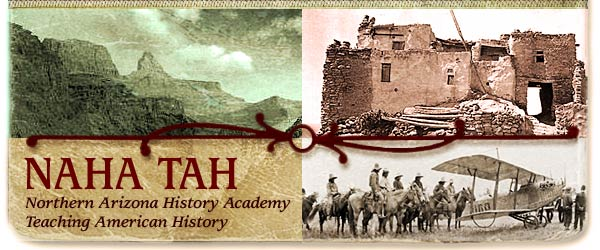 NAHA TAH
Northern Arizona History Academy
Teaching American History